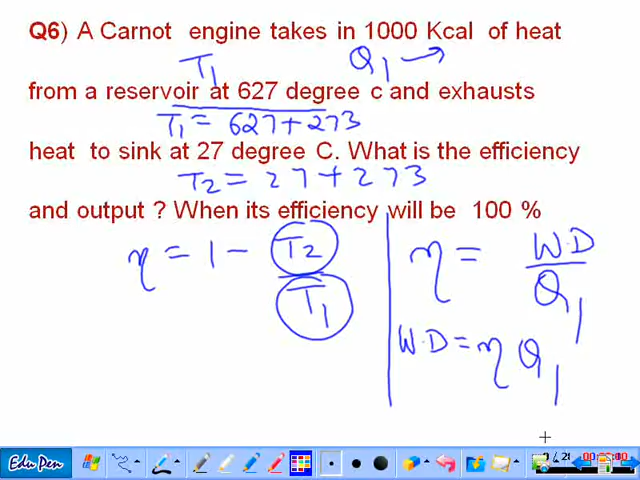 Q6) A Carnot engine takes in 1000 Kcal of heat
T1 Q1 →
from a reservoir at 627 degree c and exhausts
T1 = 627+273
heat to sink at 27 degree C. What is the efficiency
T2 = 27+273
and output ? When its efficiency will be 100 %
η = 1 - T2/T1
η = W.D/Q1
W.D = η Q1
Edu Pen